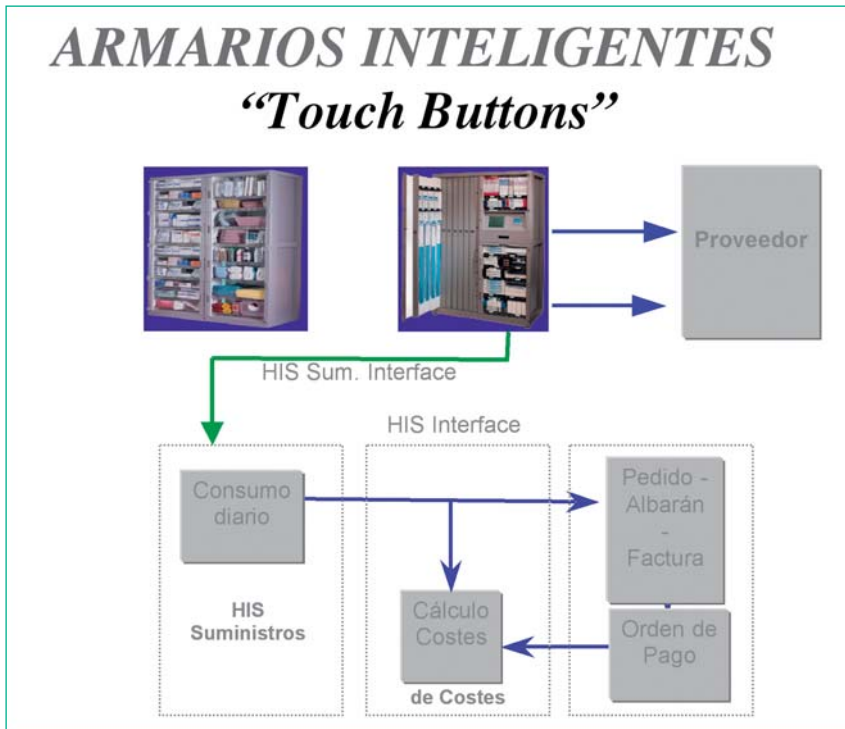 ARMARIOS INTELIGENTES
“Touch Buttons”
Proveedor
HIS Sum. Interface
HIS Interface
Consumo
diario
HIS
Suministros
Cálculo
Costes
de Costes
Pedido -
Albarán
-
Factura
Orden de
Pago